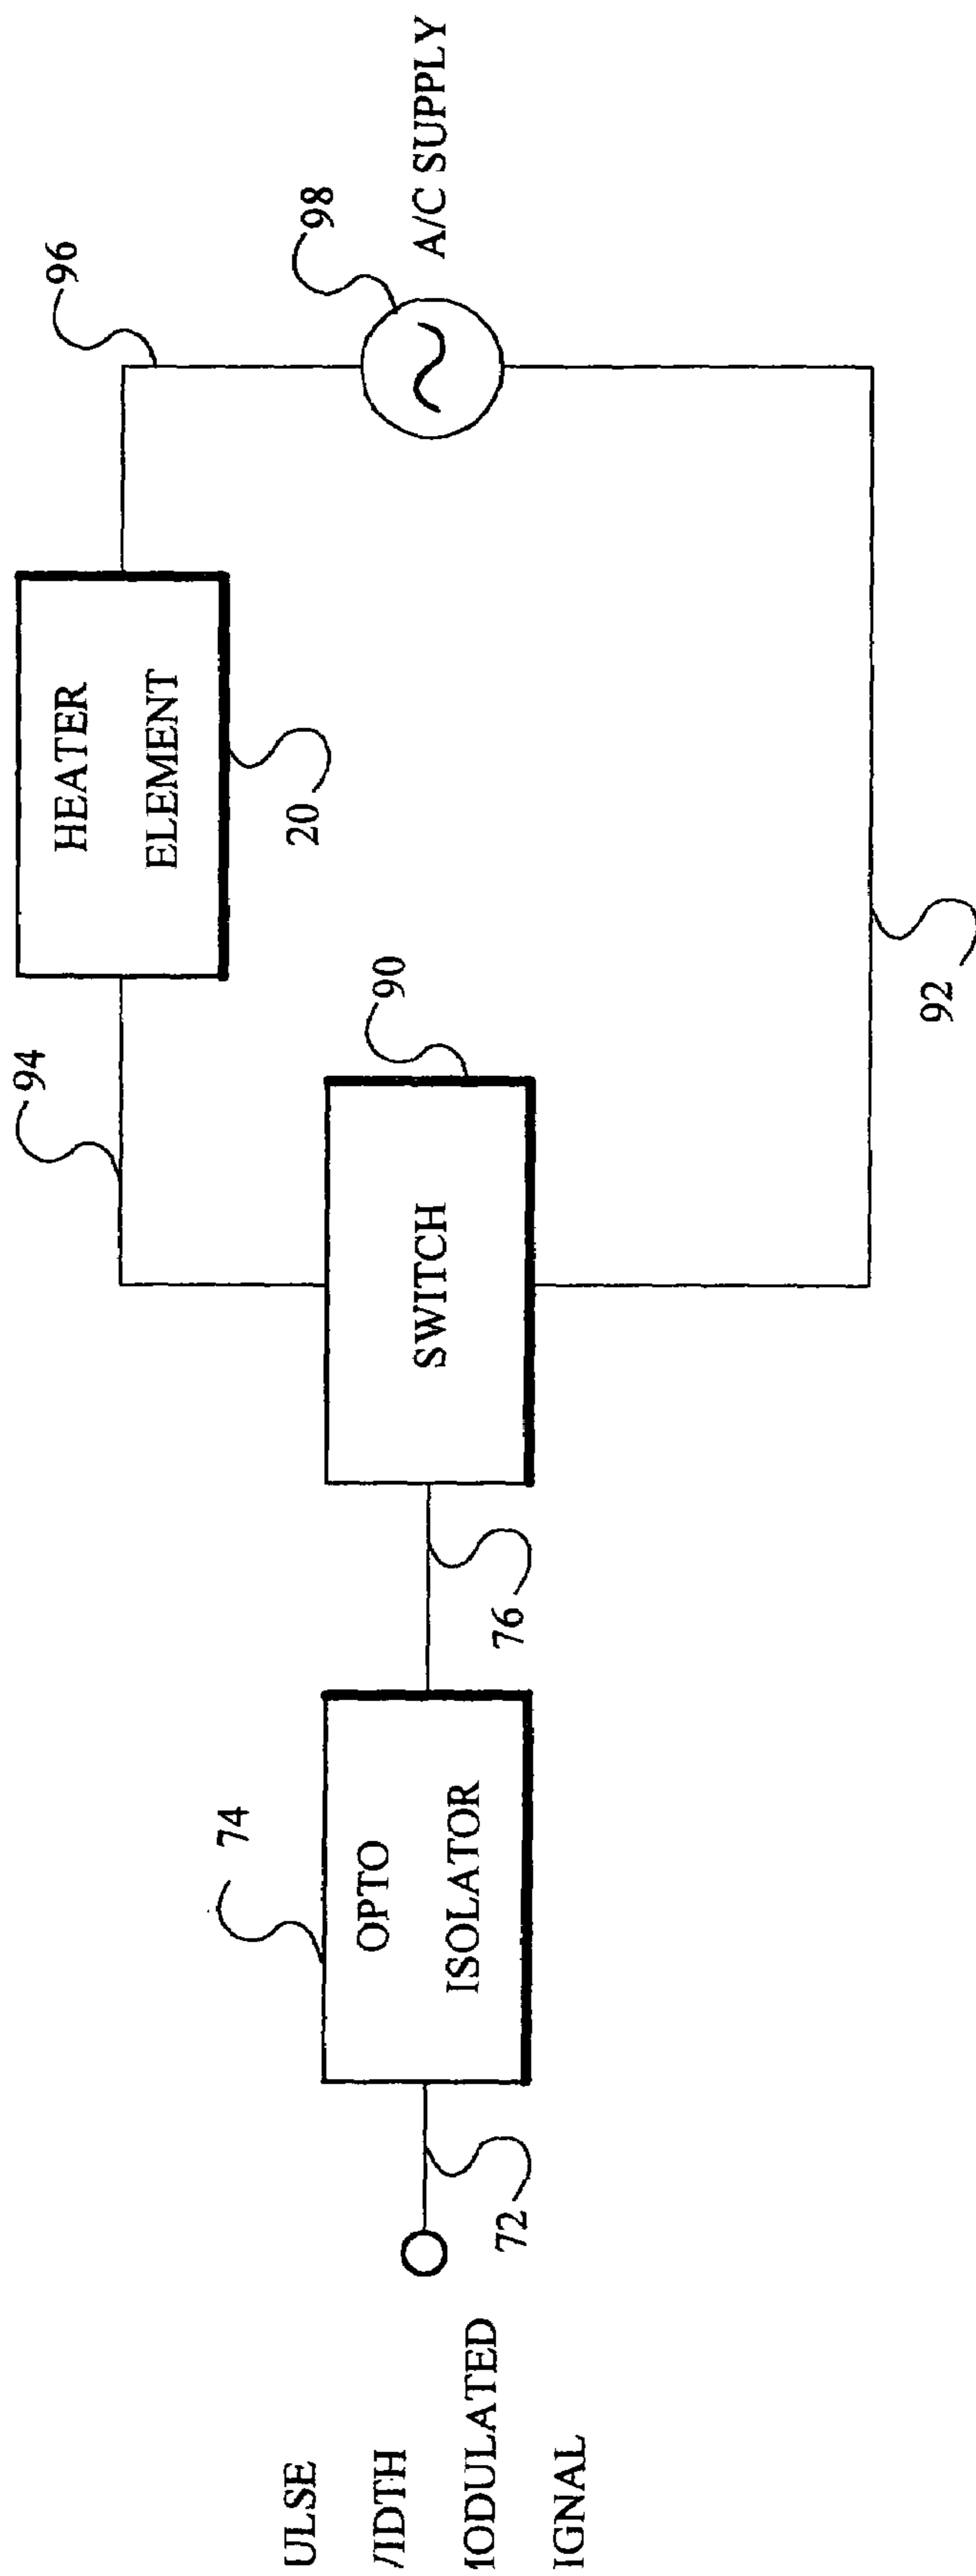 ULSE
/IDTH
IODULATED
IGNAL
72
OPTO
ISOLATOR
74
76
SWITCH
90
94
HEATER
ELEMENT
20
96
98
A/C SUPPLY
92